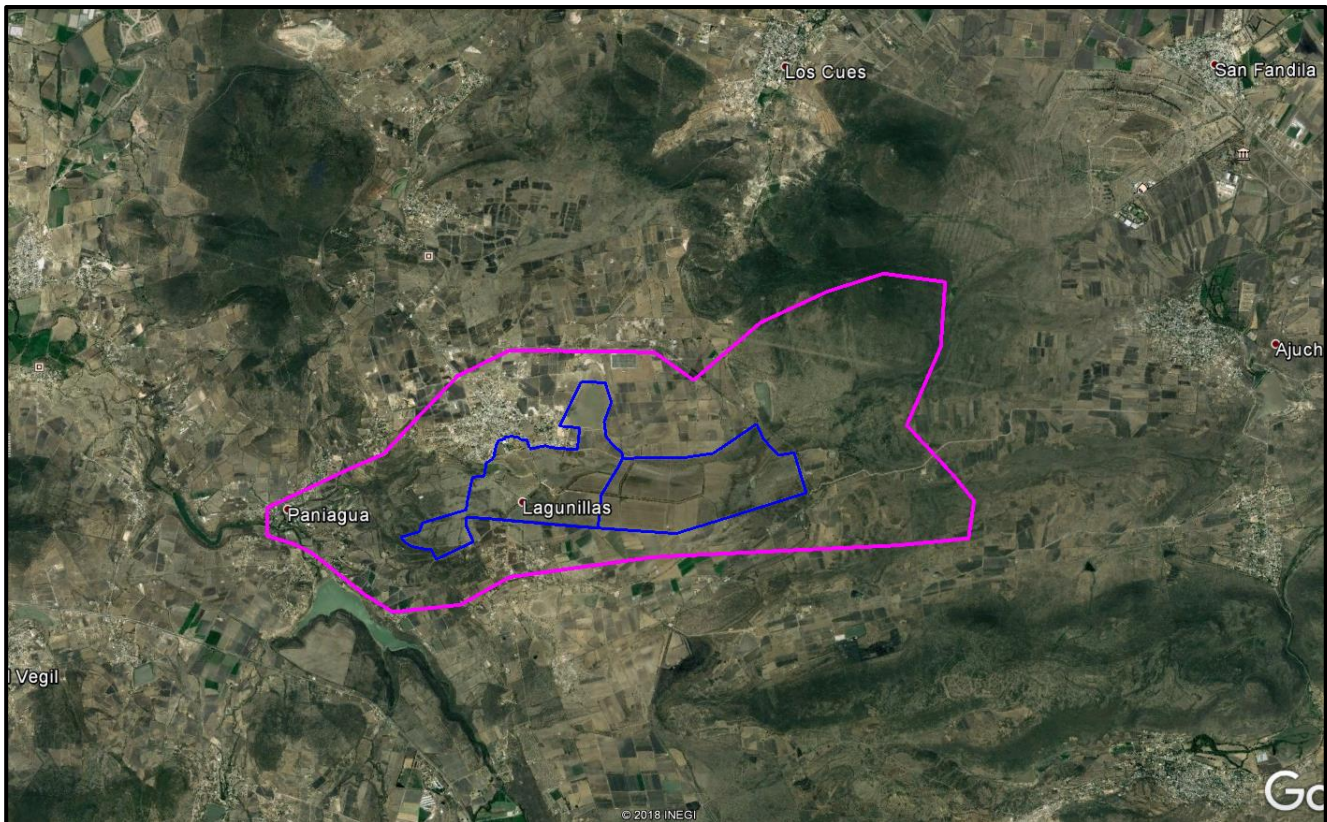 Los Cues
San Fandila
Ajuch
Paniagua
Lagunillas
l Vegil
© 2018 INEGI
Go